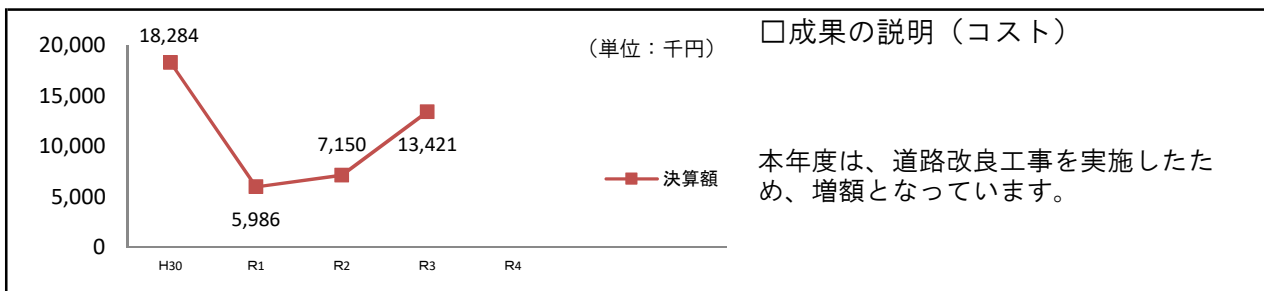 20,000
15,000
10,000
5,000
0
18,284
5,986
7,150
13,421
H30
R1
R2
R3
R4
（単位：千円）
決算額
□成果の説明（コスト）
本年度は、道路改良工事を実施したた
め、増額となっています。